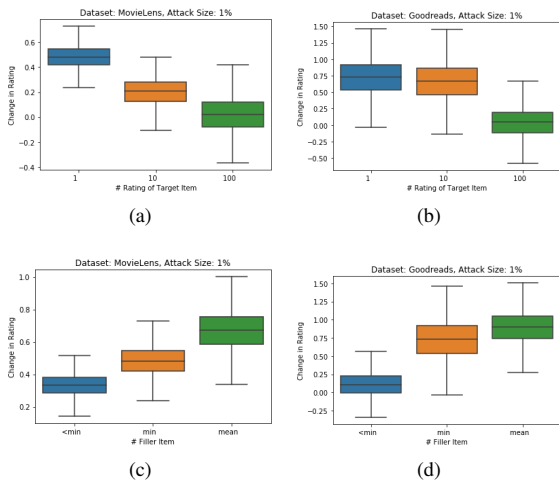 Dataset: MovieLens, Attack Size: 1%
Change in Rating
0.6
0.4
0.2
0.0
−0.2
−0.4
1
10
100
# Rating of Target Item
(a)
Dataset: Goodreads, Attack Size: 1%
Change in Rating
1.50
1.25
1.00
0.75
0.50
0.25
0.00
−0.25
−0.50
1
10
100
# Rating of Target Item
(b)
Dataset: MovieLens, Attack Size: 1%
Change in Rating
1.0
0.8
0.6
0.4
0.2
<min
min
mean
# Filler Item
(c)
Dataset: Goodreads, Attack Size: 1%
Change in Rating
1.50
1.25
1.00
0.75
0.50
0.25
0.00
−0.25
<min
min
mean
# Filler Item
(d)